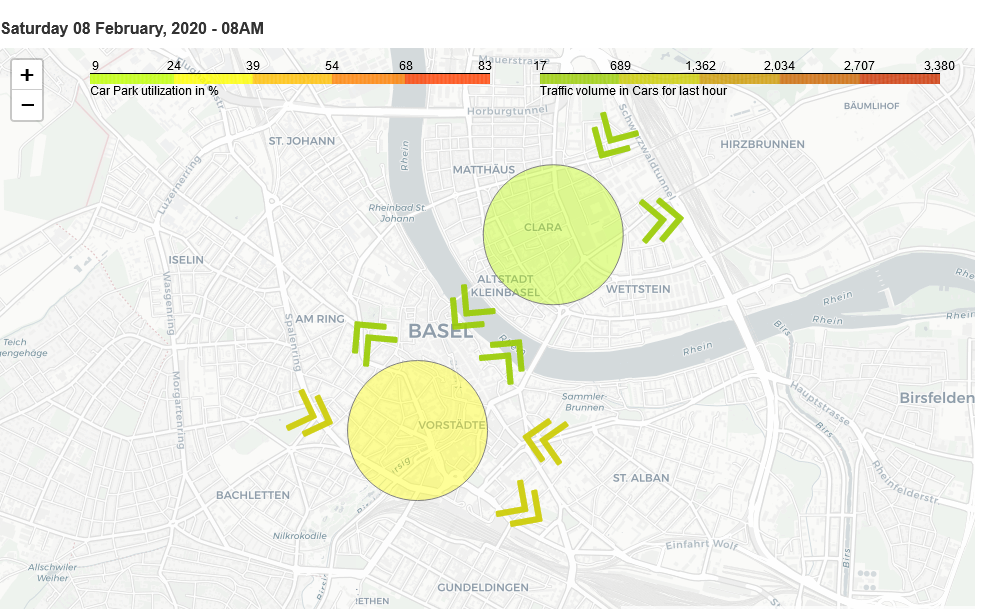 Saturday 08 February, 2020 - 08AM
+
−
9 24 39 54 68 83
Car Park utilization in %
17 689 1,362 2,034 2,707 3,380
Traffic volume in Cars for last hour
Mauerstrasse
Horburgtunnel
BÄUMLIHOF
Schwarzwaldtunnel
ST. JOHANN
HIRZBRUNNEN
Rhein
MATTHÄUS
Luzernerring
Rheinbad St.
Johann
CLARA
ISELIN
Wasgenring
ALTSTADT
KLEINBASEL
WETTSTEIN
Rhein
Rhein
Rhein
AM RING
BASEL
Spalenring
Birs
Teich
Rhein
Morgartenring
Sammler-
Brunnen
Hauptstrasse
Birsfelden
VORSTÄDTE
Birs
BACHLETTEN
ST. ALBAN
Rheinfelderstr.
Nilkrokodile
Einfahrt Wolf
Allschwiler
Weiher
Birsig
Birs
GUNDELDINGEN